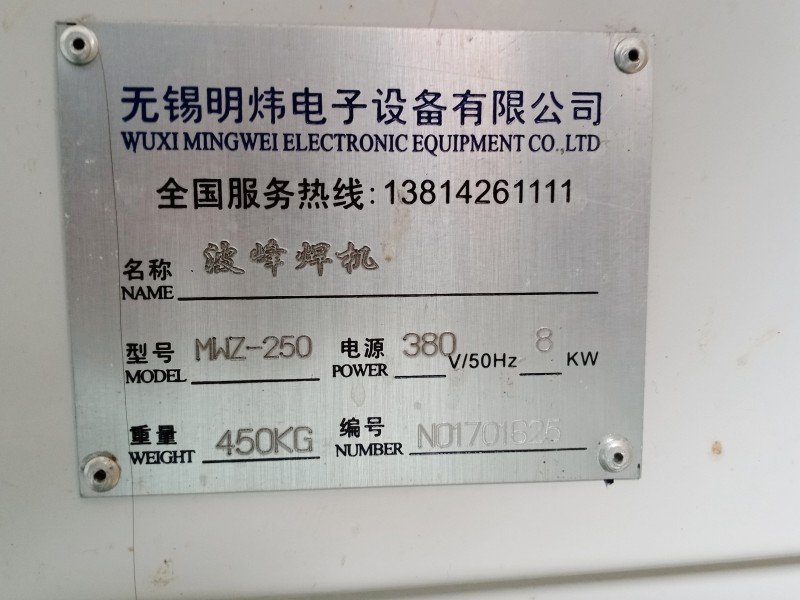 无锡明炜电子设备有限公司
WUXI MINGWEI ELECTRONIC EQUIPMENT CO.,LTD
全国服务热线:13814261111
名称 波峰焊机
NAME
型号 MWZ-250 电源 380 V/50Hz 8 KW
MODEL POWER
重量 450KG 编号 NO1701525
WEIGHT NUMBER